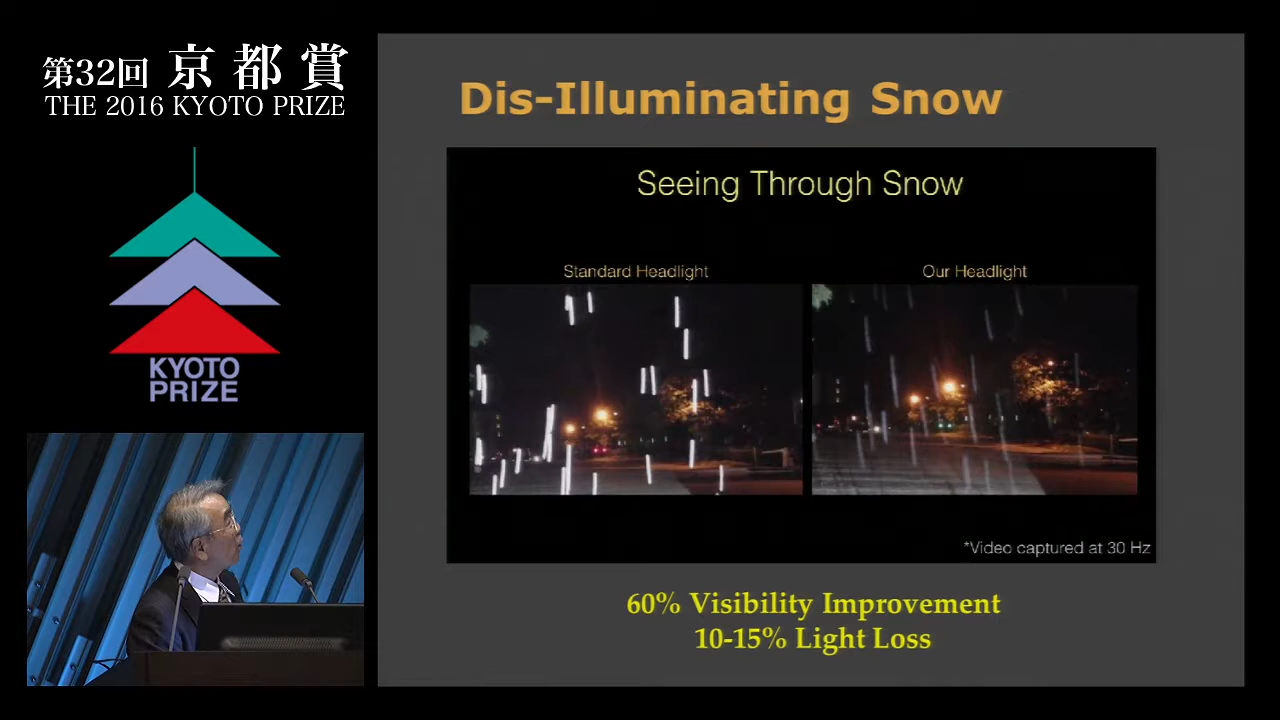 第32回 京都賞
THE 2016 KYOTO PRIZE
KYOTO
PRIZE
Dis-Illuminating Snow
Seeing Through Snow
Standard Headlight
Our Headlight
*Video captured at 30 Hz
60% Visibility Improvement
10-15% Light Loss